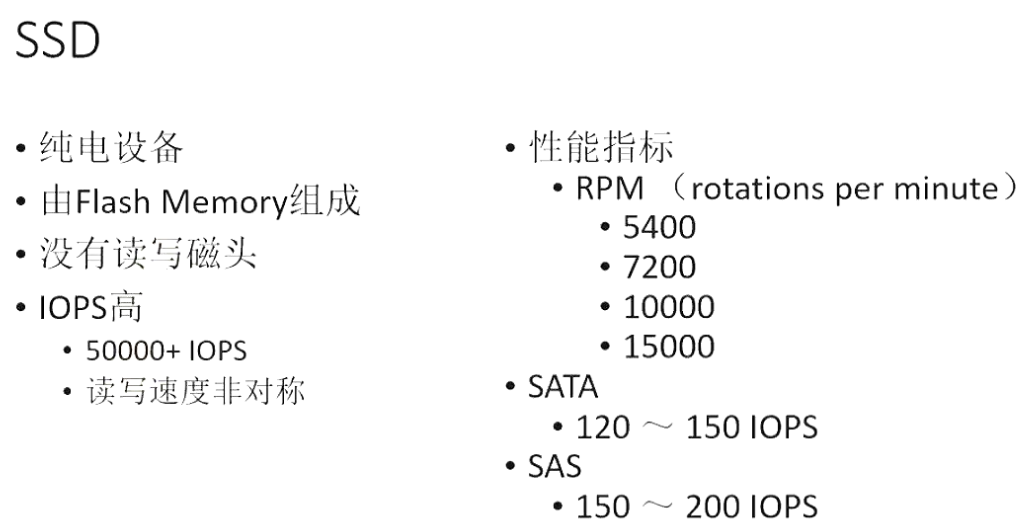 SSD
• 纯电设备
• 由Flash Memory组成
• 没有读写磁头
• IOPS高
• 50000+ IOPS
• 读写速度非对称
• 性能指标
• RPM （rotations per minute）
• 5400
• 7200
• 10000
• 15000
• SATA
• 120 ～ 150 IOPS
• SAS
• 150 ～ 200 IOPS